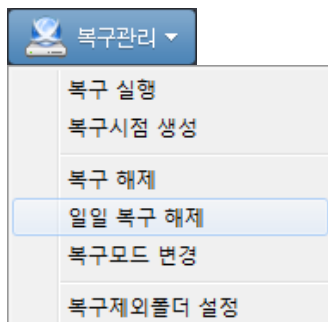 복구관리
복구 실행
복구시점 생성
복구 해제
일일 복구 해제
복구모드 변경
복구제외폴더 설정